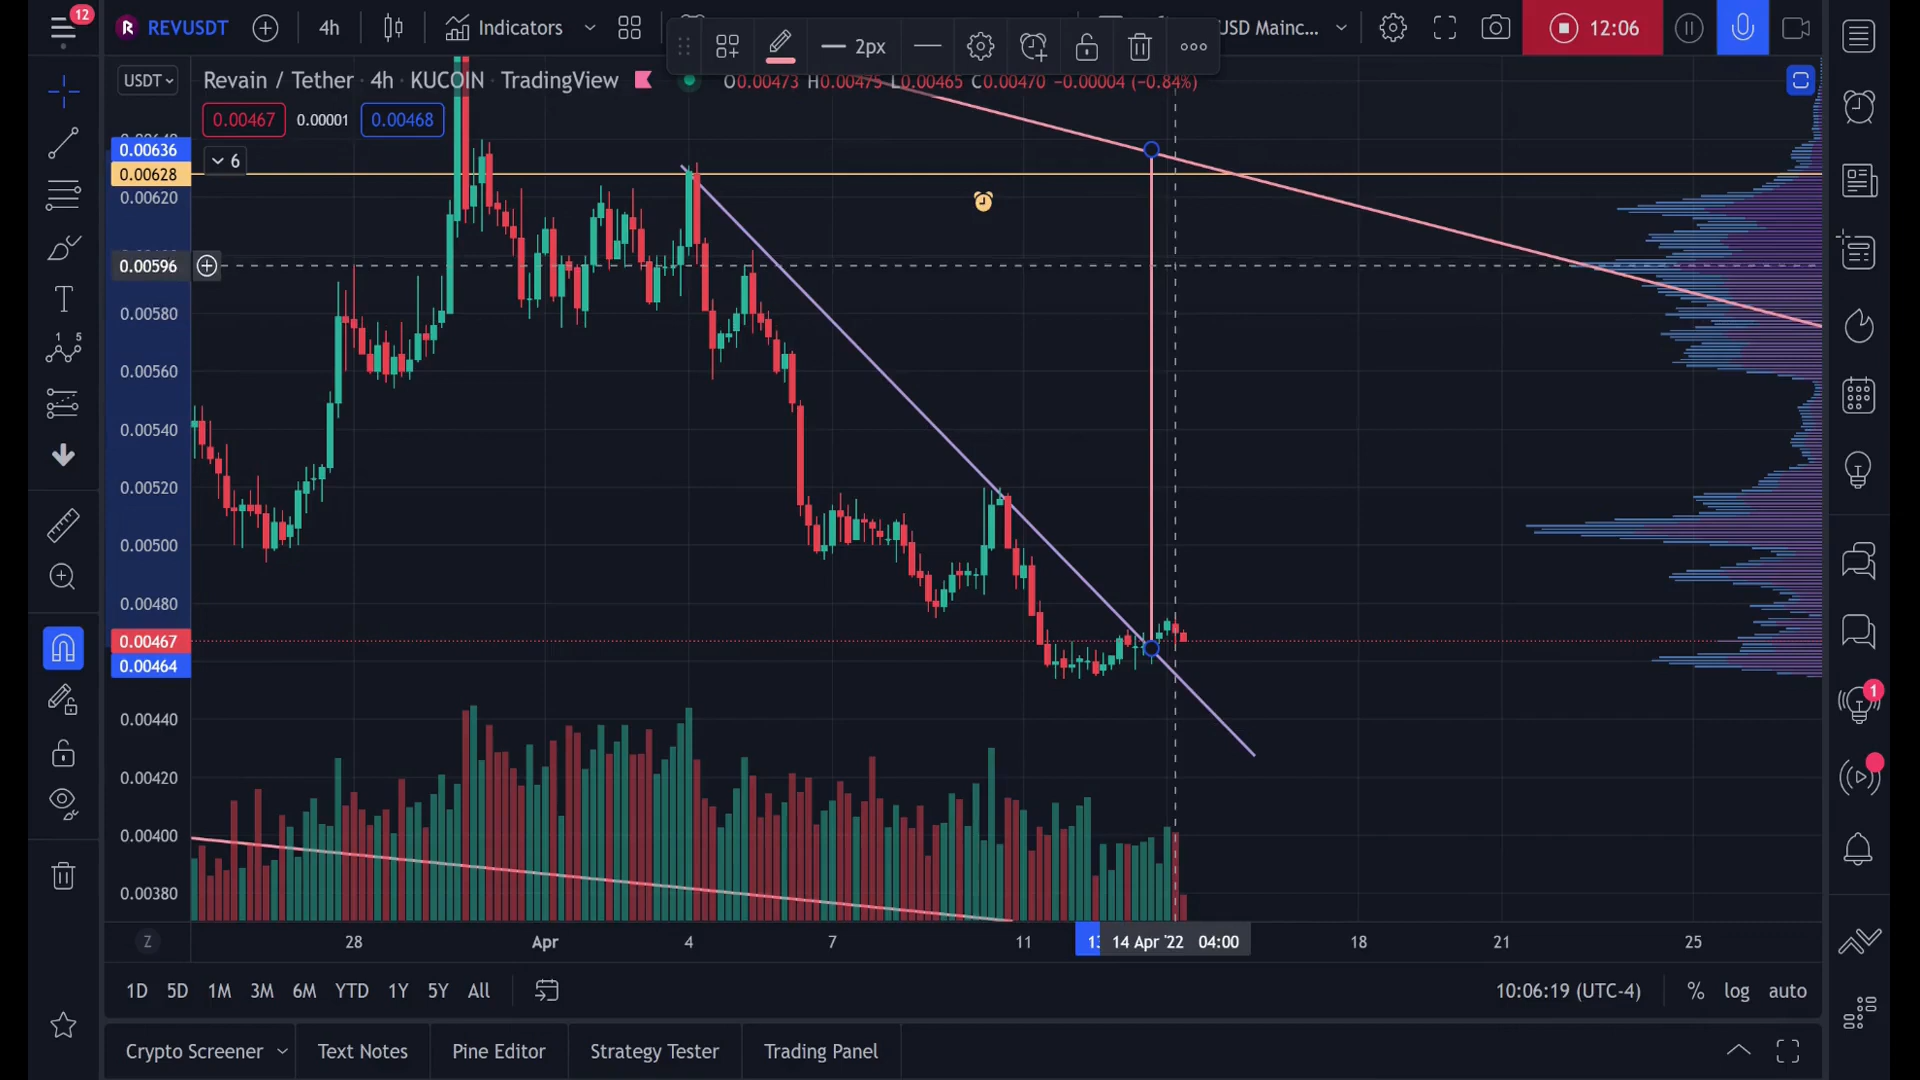 12
REVUSDT
4h
Indicators
2px
USD Mainc...
12:06
USDT
Revain / Tether · 4h · KUCOIN · TradingView
O0.00473 H0.00475 L0.00465 C0.00470 −0.00004 (−0.84%)
0.00467
0.00001
0.00468
6
0.00640
0.00636
0.00628
0.00620
0.00596
0.00580
0.00560
0.00540
0.00520
0.00500
0.00480
0.00467
0.00464
0.00440
0.00420
0.00400
0.00380
1 5
1
Z
28
Apr
4
7
11
13
14 Apr '22 04:00
18
21
25
1D 5D 1M 3M 6M YTD 1Y 5Y All
10:06:19 (UTC-4)
% log auto
Crypto Screener
Text Notes
Pine Editor
Strategy Tester
Trading Panel